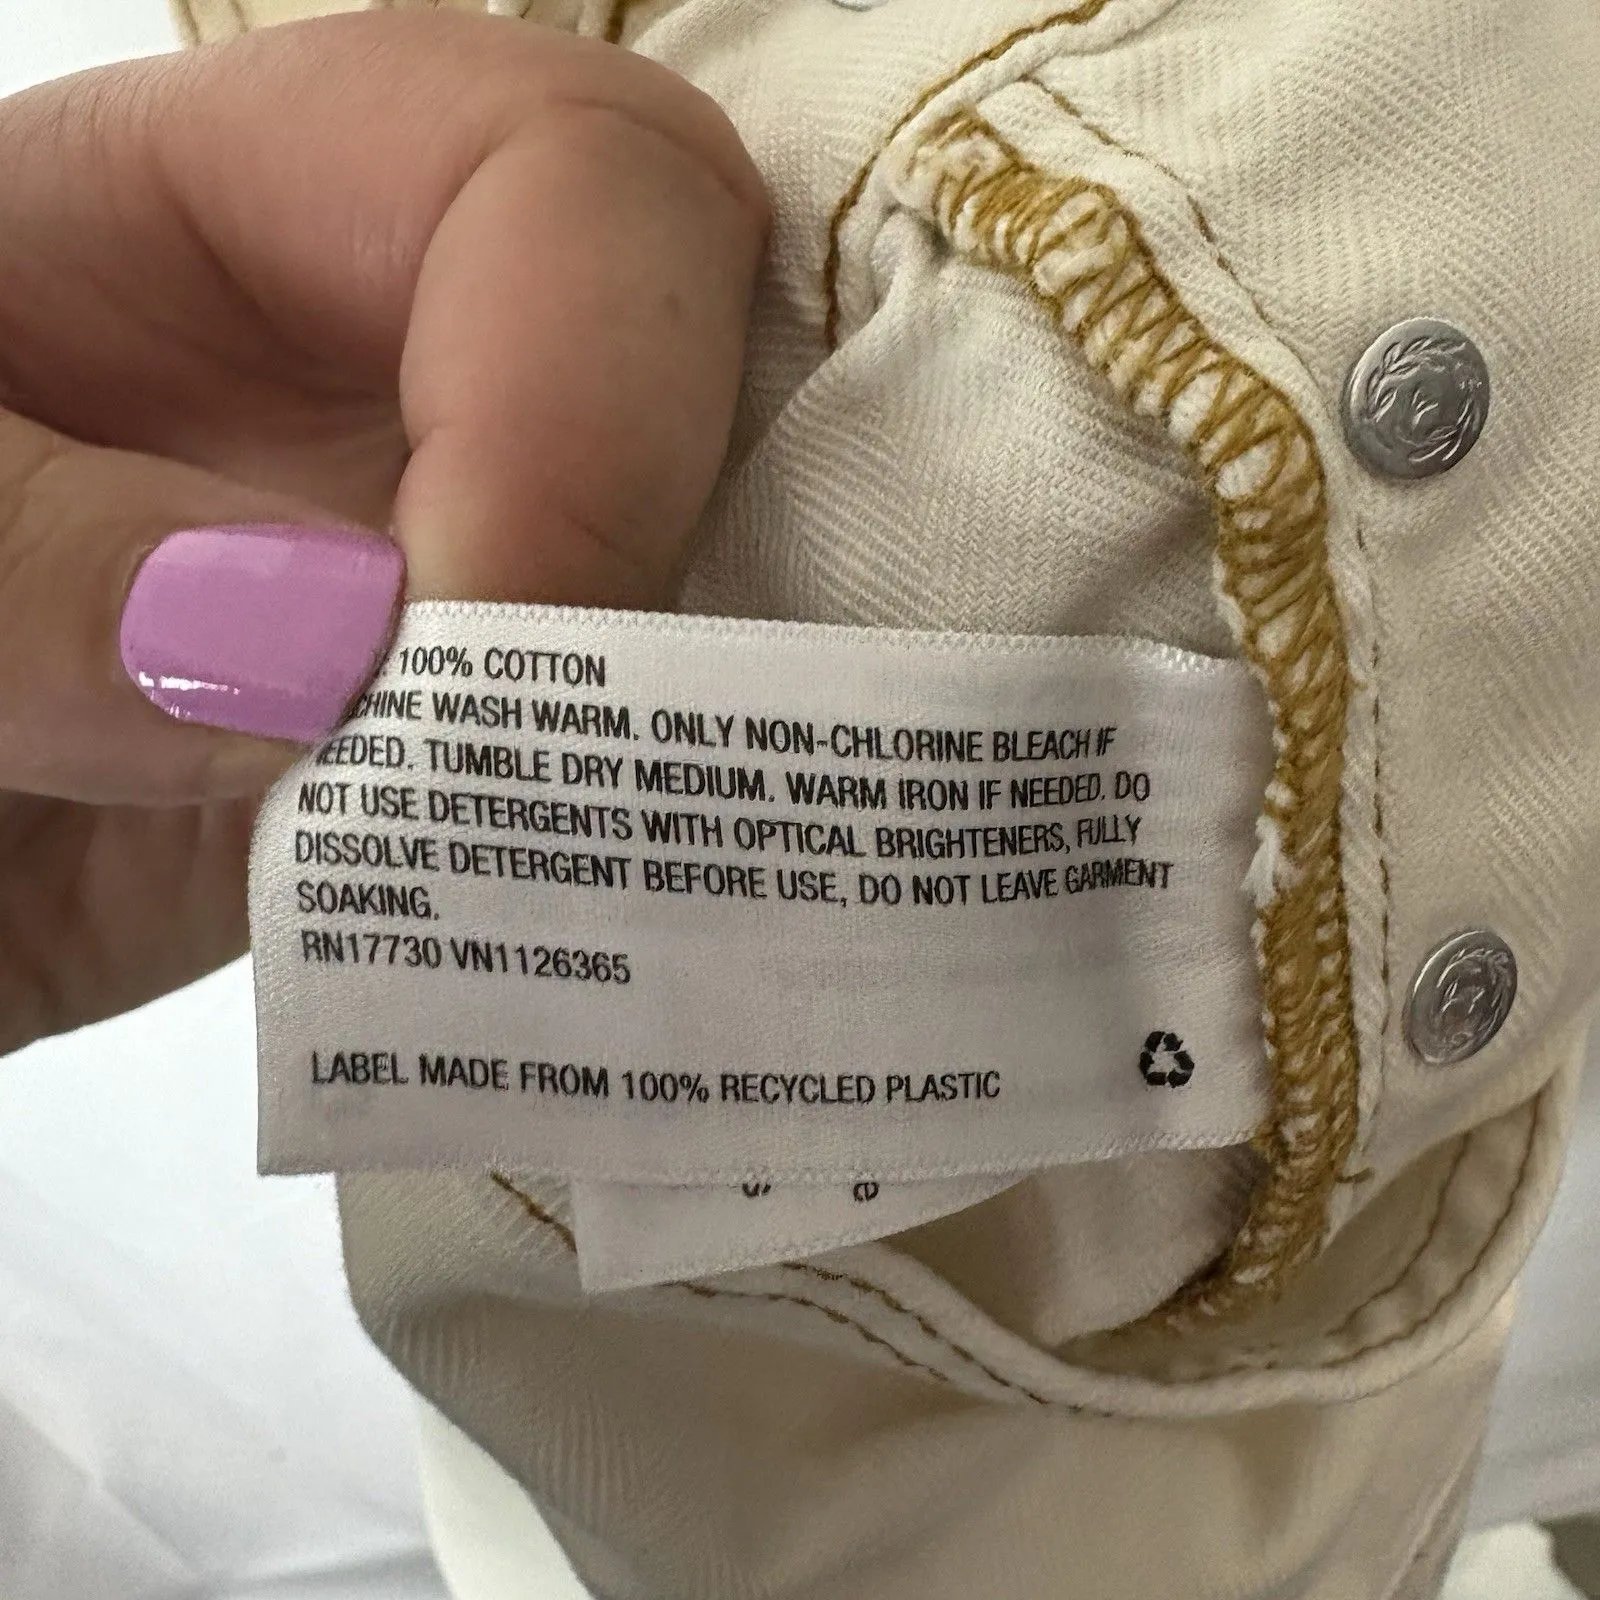 100% COTTON
CHINE WASH WARM. ONLY NON-CHLORINE BLEACH IF
EEDED. TUMBLE DRY MEDIUM. WARM IRON IF NEEDED. DO
NOT USE DETERGENTS WITH OPTICAL BRIGHTENERS, FULLY
DISSOLVE DETERGENT BEFORE USE, DO NOT LEAVE GARMENT
SOAKING.
RN17730 VN1126365
LABEL MADE FROM 100% RECYCLED PLASTIC